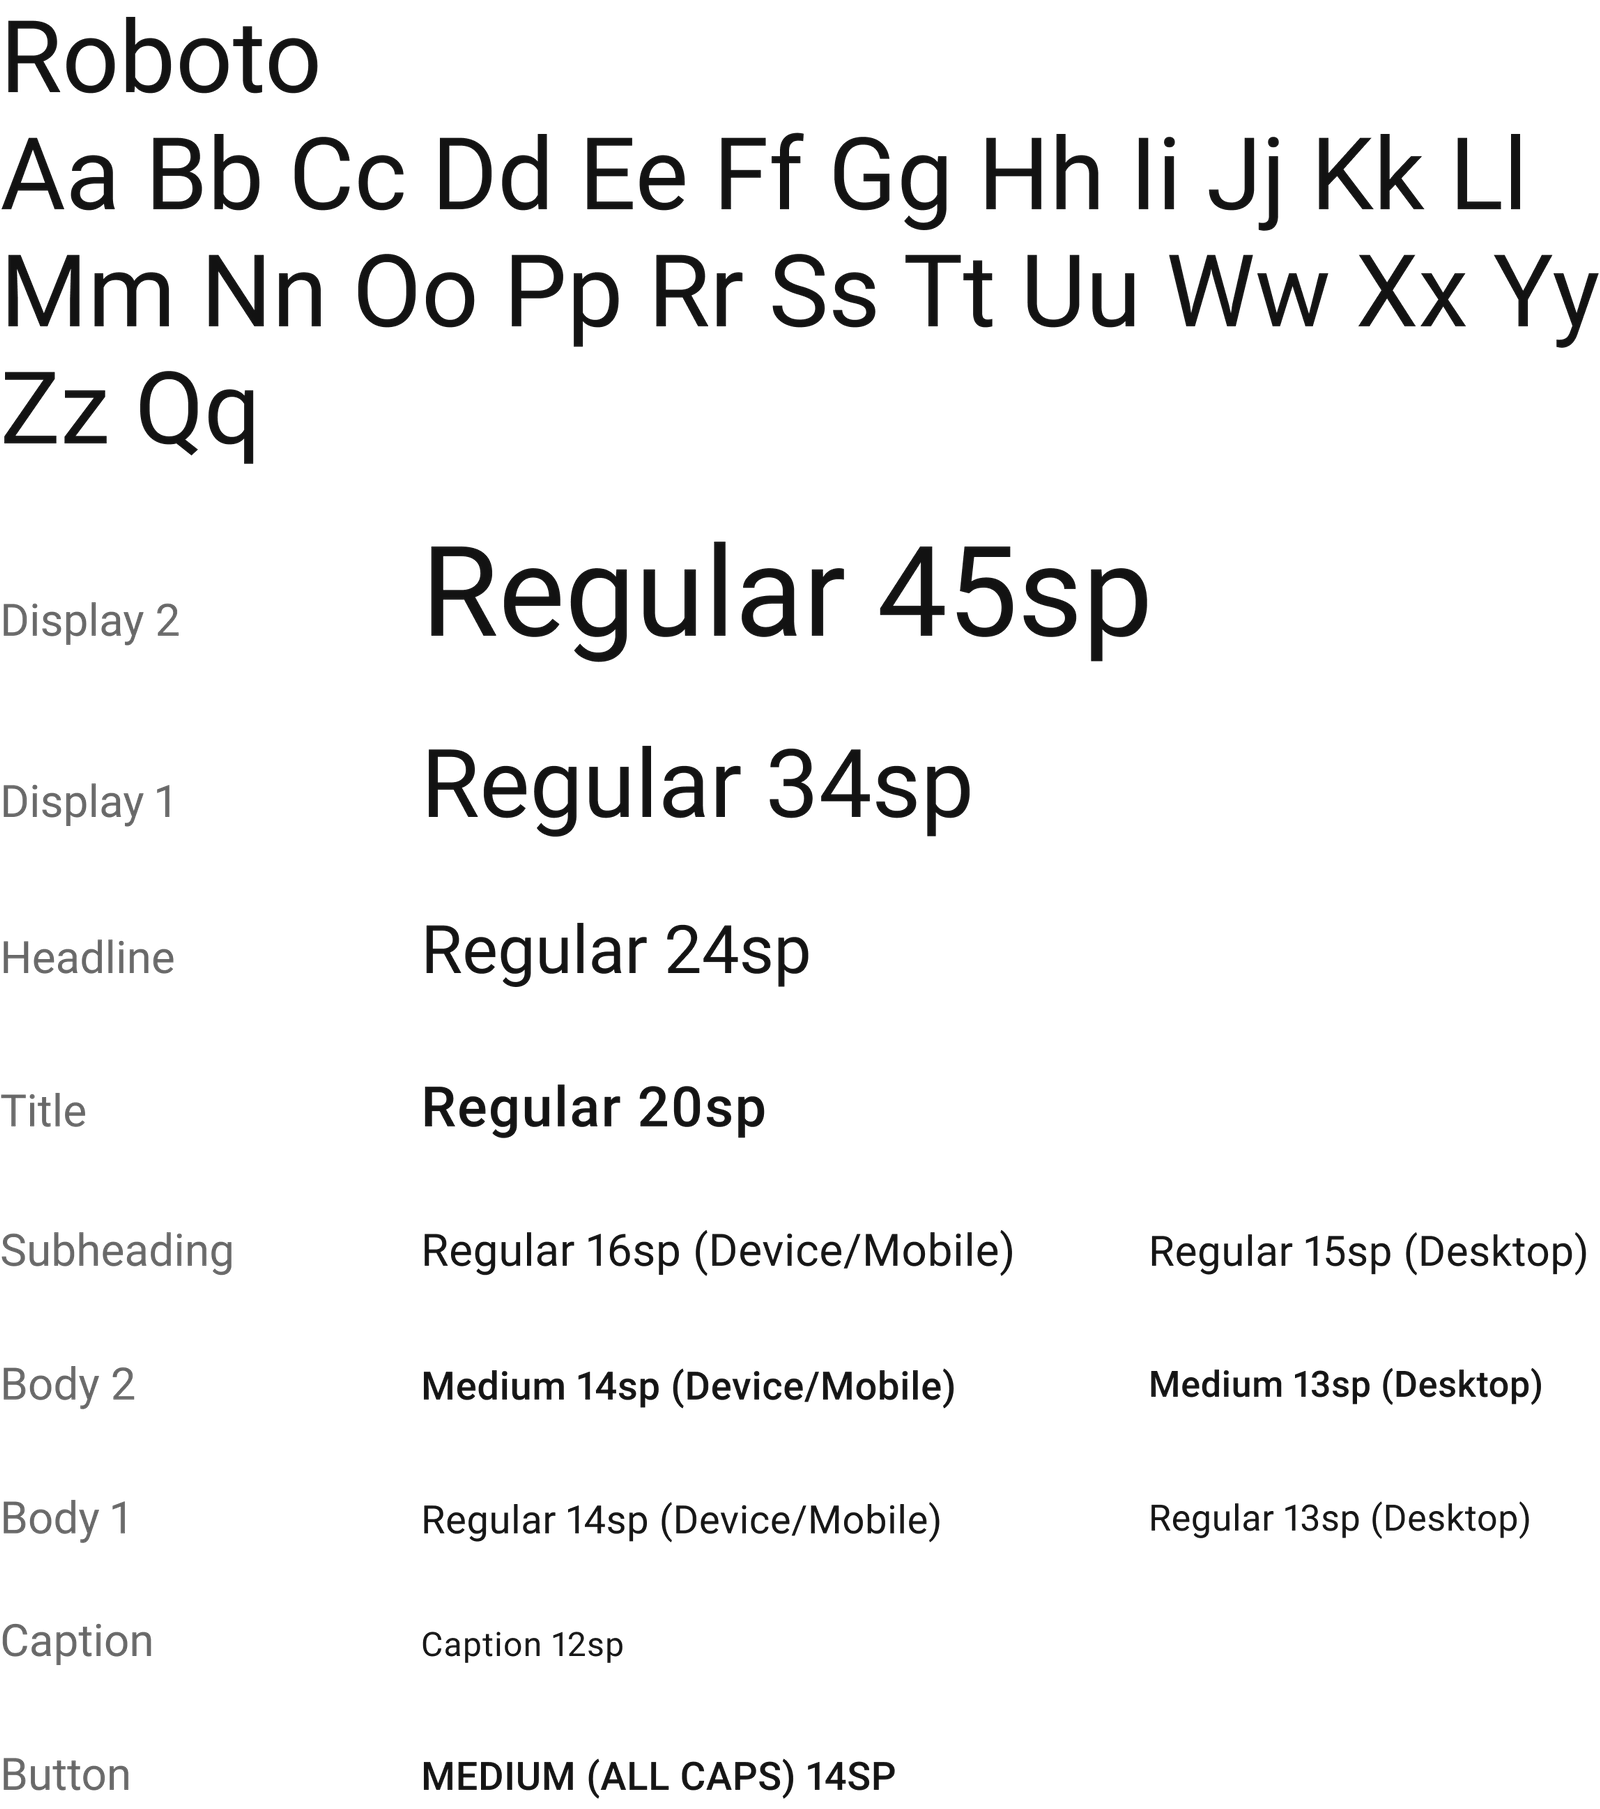 Roboto
Aa Bb Cc Dd Ee Ff Gg Hh Ii Jj Kk Ll
Mm Nn Oo Pp Rr Ss Tt Uu Ww Xx Yy
Zz Qq
Display 2 Regular 45sp
Display 1 Regular 34sp
Headline Regular 24sp
Title Regular 20sp
Subheading Regular 16sp (Device/Mobile) Regular 15sp (Desktop)
Body 2 Medium 14sp (Device/Mobile) Medium 13sp (Desktop)
Body 1 Regular 14sp (Device/Mobile) Regular 13sp (Desktop)
Caption Caption 12sp
Button MEDIUM (ALL CAPS) 14SP